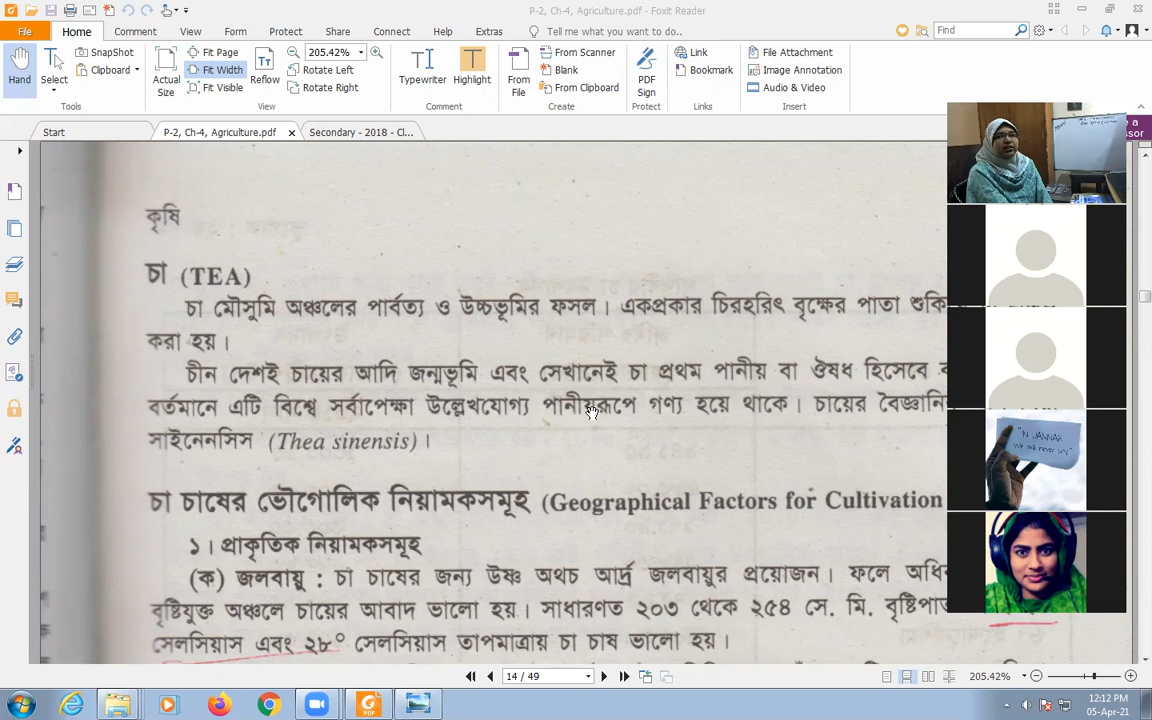 P-2, Ch-4, Agriculture.pdf - Foxit Reader
File Home Comment View Form Protect Share Connect Help Extras Tell me what you want to do.. Find
Hand
Select
SnapShot
Clipboard
Actual Size
Fit Page
Fit Width
Fit Visible
Reflow
205.42%
Rotate Left
Rotate Right
Typewriter
Highlight
From File
From Scanner
Blank
From Clipboard
PDF Sign
Link
Bookmark
File Attachment
Image Annotation
Audio & Video
Tools View Comment Create Protect Links Insert
Start P-2, Ch-4, Agriculture.pdf Secondary - 2018 - Cl...
কৃষি
চা (TEA)
চা মৌসুমি অঞ্চলের পার্বত্য ও উচ্চভূমির ফসল। একপ্রকার চিরহরিৎ বৃক্ষের পাতা
করা হয়।
চীন দেশই চায়ের আদি জন্মভূমি এবং সেখানেই চা প্রথম পানীয় বা ঔষধ হিসেবে
বর্তমানে এটি বিশ্বে সর্বাপেক্ষা উল্লেখযোগ্য পানীয়রূপে গণ্য হয়ে থাকে। চায়ের
সাইনেনসিস (Thea sinensis)।
চা চাষের ভৌগোলিক নিয়ামকসমূহ (Geographical Factors for Cultivation
১। প্রাকৃতিক নিয়ামকসমূহ
(ক) জলবায়ু : চা চাষের জন্য উষ্ণ অথচ আর্দ্র জলবায়ুর প্রয়োজন। ফলে
বৃষ্টিযুক্ত অঞ্চলে চায়ের আবাদ ভালো হয়। সাধারণত ২০৩ থেকে ২৫৪ সে. মি.
সেলসিয়াস এবং ২৮° সেলসিয়াস তাপমাত্রায় চা চাষ ভালো হয়।
14 / 49
205.42%
12:12 PM
05-Apr-21